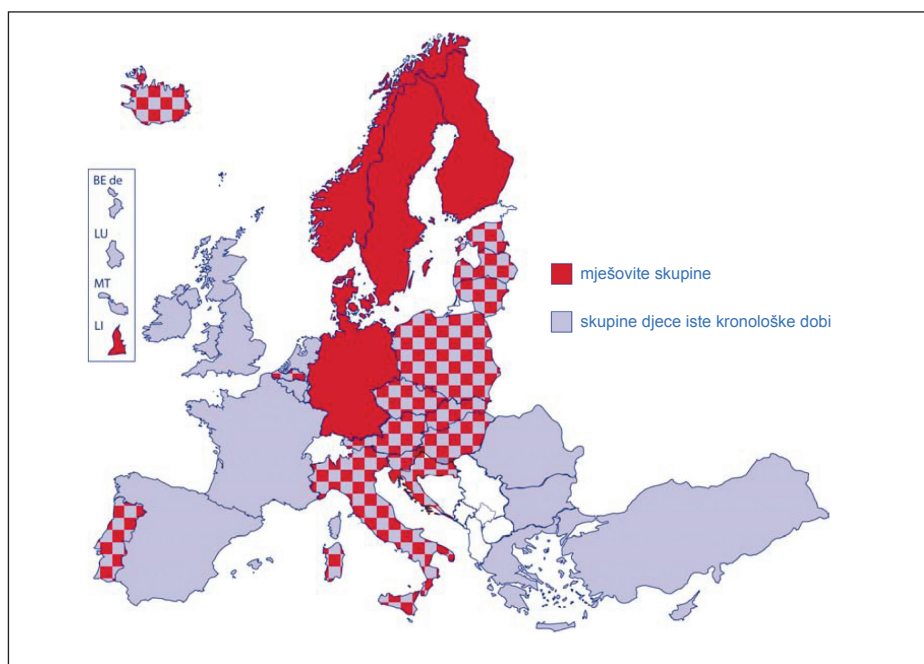 BE de
LU
MT
LI
mješovite skupine
skupine djece iste kronološke dobi